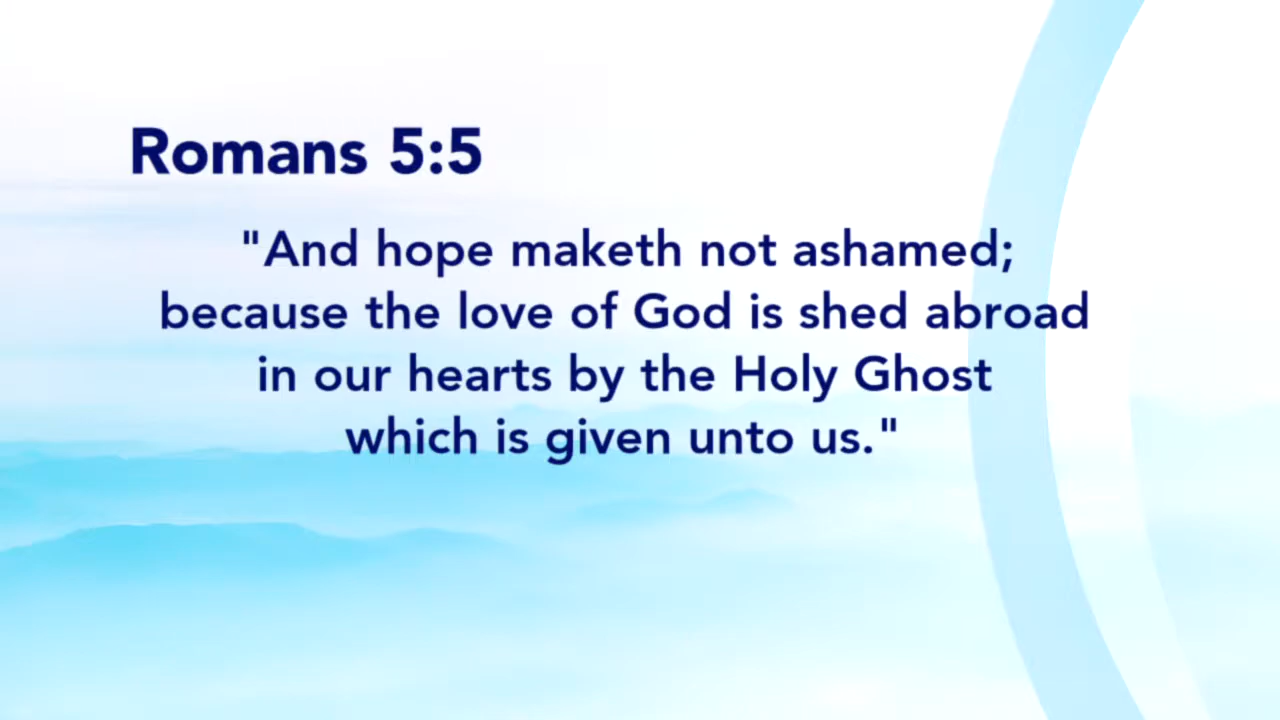 Romans 5:5
"And hope maketh not ashamed;
because the love of God is shed abroad
in our hearts by the Holy Ghost
which is given unto us."